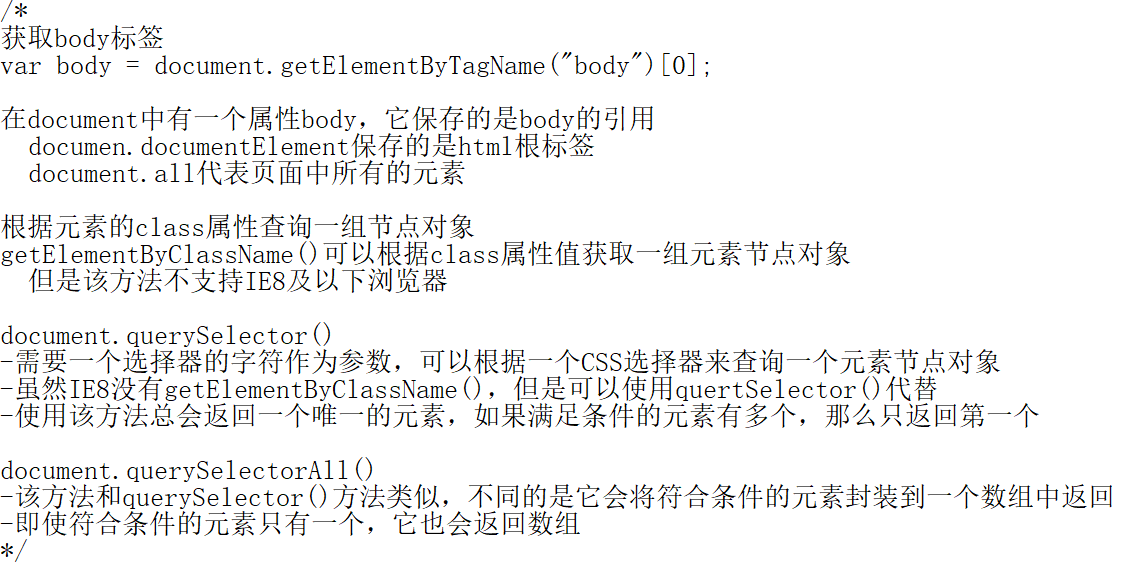 /*
获取body标签
var body = document.getElementByTagName("body")[0];
在document中有一个属性body，它保存的是body的引用
documen.documentElement保存的是html根标签
document.all代表页面中所有的元素
根据元素的class属性查询一组节点对象
getElementByClassName()可以根据class属性值获取一组元素节点对象
但是该方法不支持IE8及以下浏览器
document.querySelector()
-需要一个选择器的字符作为参数，可以根据一个CSS选择器来查询一个元素节点对象
-虽然IE8没有getElementByClassName()，但是可以使用quertSelector()代替
-使用该方法总会返回一个唯一的元素，如果满足条件的元素有多个，那么只返回第一个
document.querySelectorAll()
-该方法和querySelector()方法类似，不同的是它会将符合条件的元素封装到一个数组中返回
-即使符合条件的元素只有一个，它也会返回数组
*/